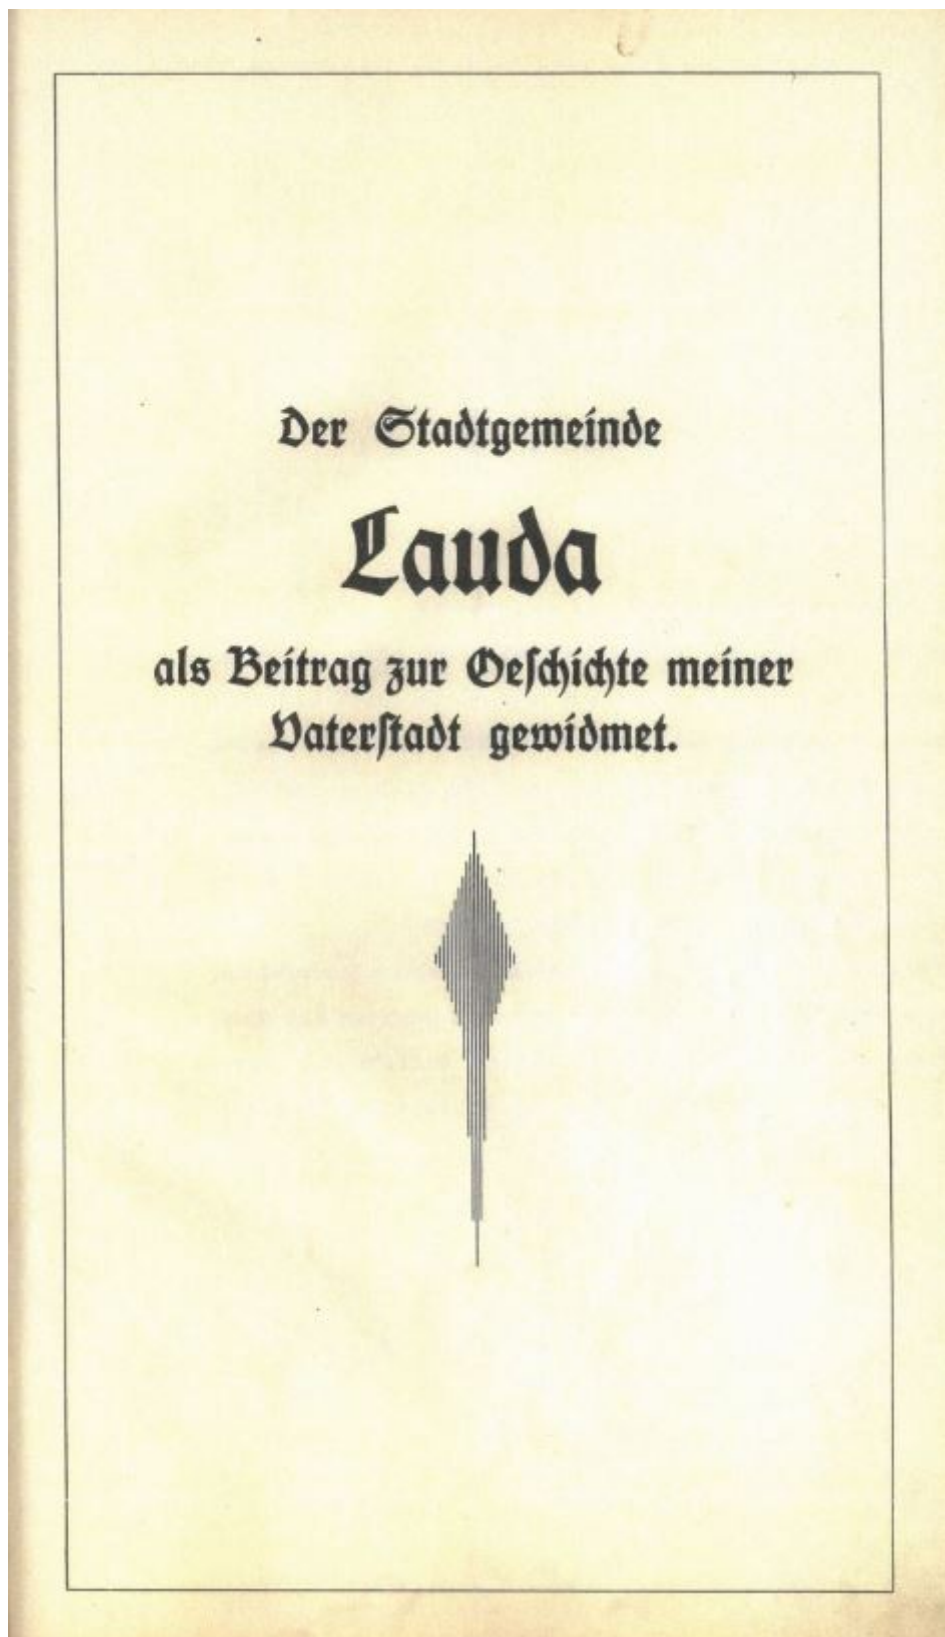 Der Stadtgemeinde
Lauda
als Beitrag zur Geschichte meiner
Vaterstadt gewidmet.